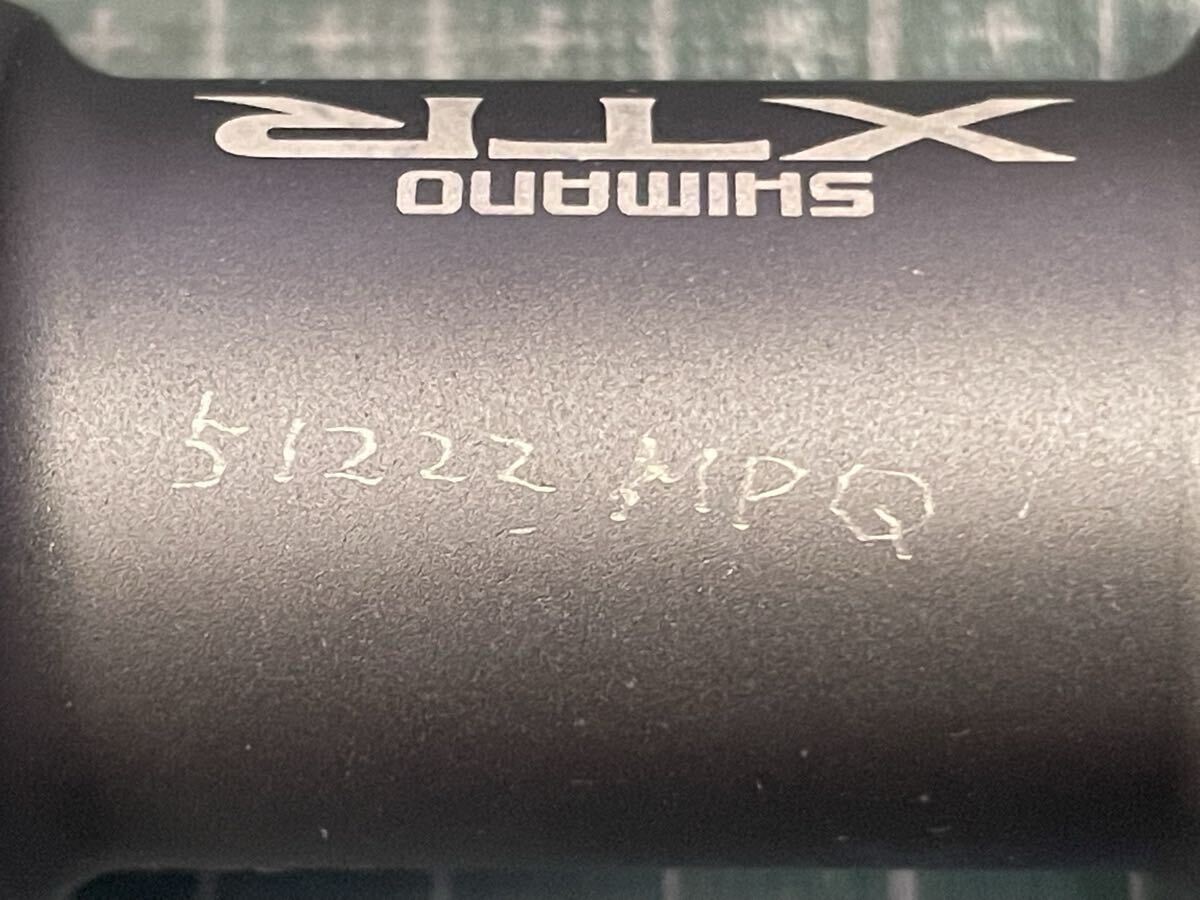 SHIMANO
XTR
51222 MPQ